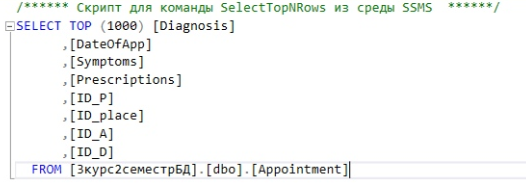 /****** Скрипт для команды SelectTopNRows из среды SSMS  ******/
SELECT TOP (1000) [Diagnosis]
      ,[DateOfApp]
      ,[Symptoms]
      ,[Prescriptions]
      ,[ID_P]
      ,[ID_place]
      ,[ID_A]
      ,[ID_D]
  FROM [3курс2семестрБД].[dbo].[Appointment]